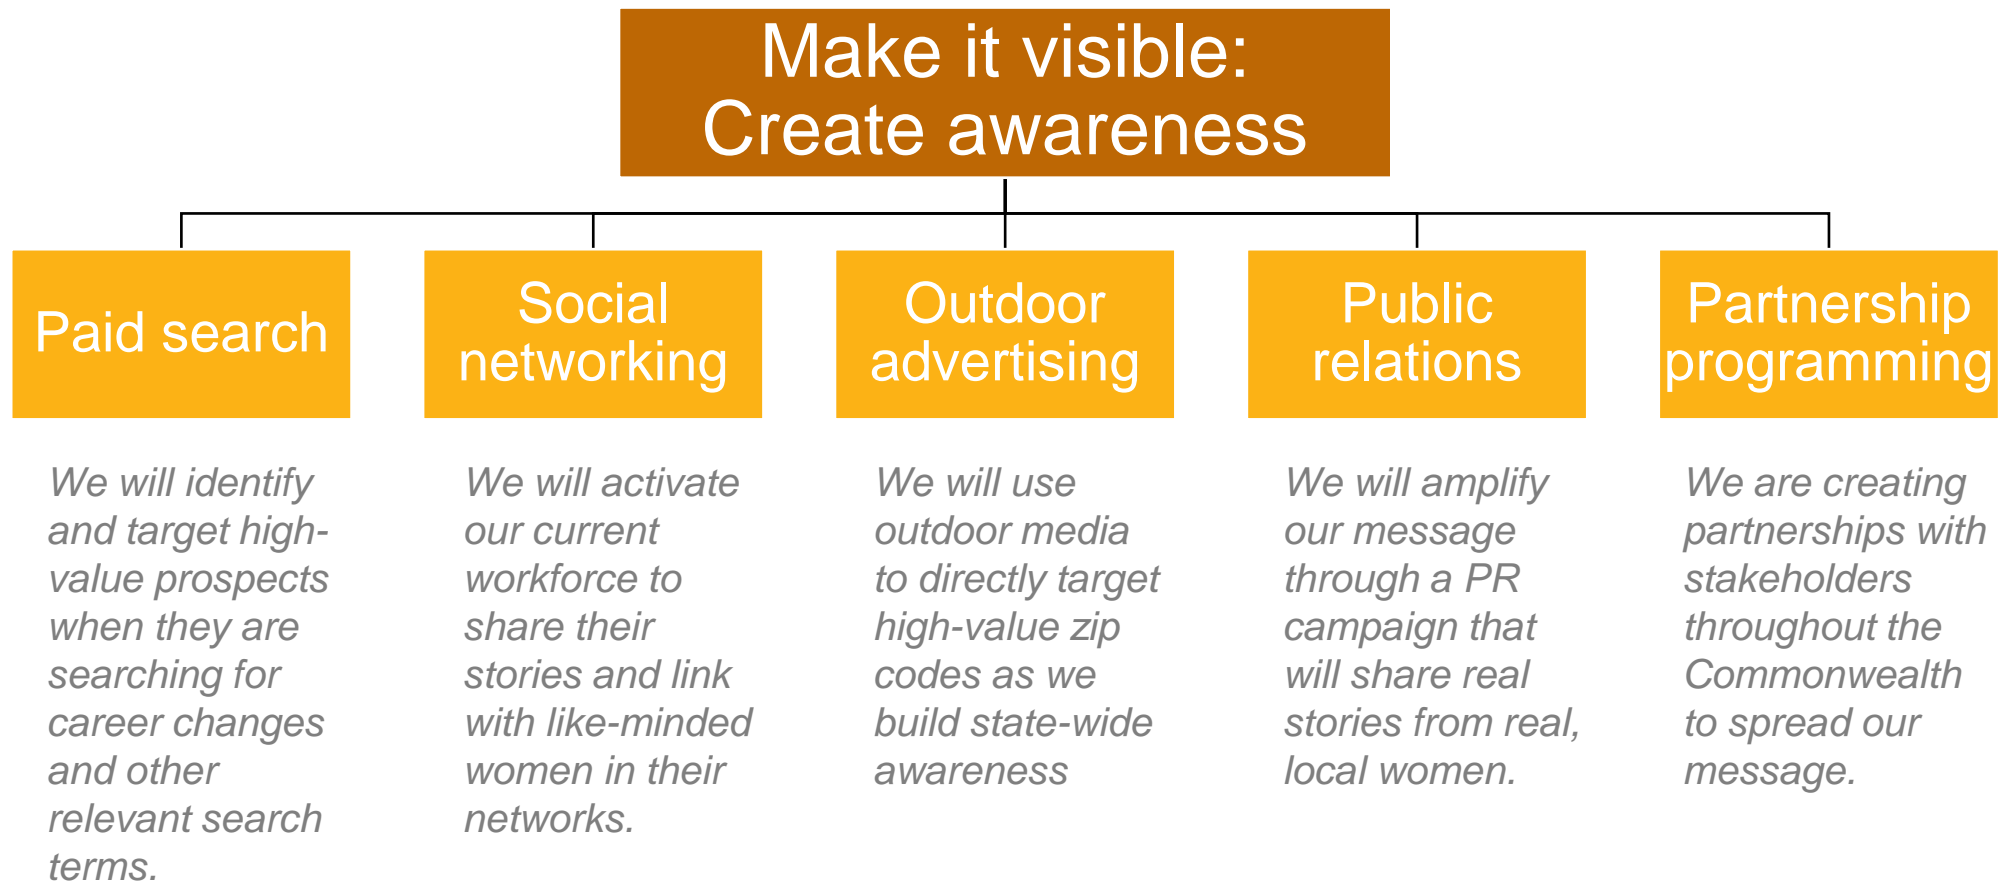 Make it visible:
Create awareness
Paid search
Social
networking
Outdoor
advertising
Public
relations
Partnership
programming
We will identify
and target high-
value prospects
when they are
searching for
career changes
and other
relevant search
terms.
We will activate
our current
workforce to
share their
stories and link
with like-minded
women in their
networks.
We will use
outdoor media
to directly target
high-value zip
codes as we
build state-wide
awareness
We will amplify
our message
through a PR
campaign that
will share real
stories from real,
local women.
We are creating
partnerships with
stakeholders
throughout the
Commonwealth
to spread our
message.